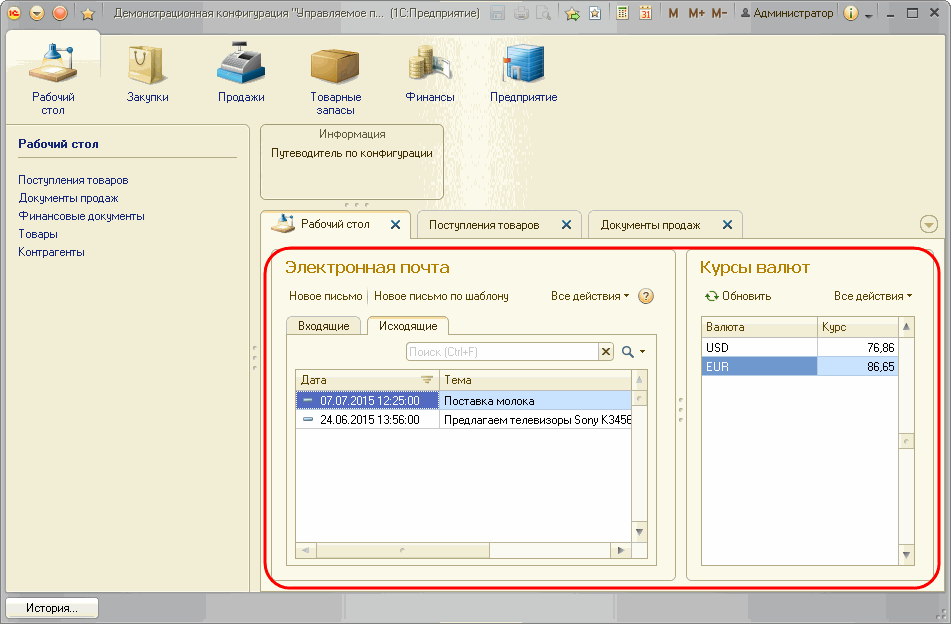 Демонстрационная конфигурация "Управляемое п... (1С:Предприятие)
M M+ M- Администратор
Рабочий стол
Закупки
Продажи
Товарные запасы
Финансы
Предприятие
Рабочий стол
Поступления товаров
Документы продаж
Финансовые документы
Товары
Контрагенты
Информация
Путеводитель по конфигурации
Рабочий стол
Поступления товаров
Документы продаж
Электронная почта
Новое письмо
Новое письмо по шаблону
Все действия
Входящие
Исходящие
Поиск (Ctrl+F)
Дата Тема
07.07.2015 12:25:00 Поставка молока
24.06.2015 13:56:00 Предлагаем телевизоры Sony K3456
Курсы валют
Обновить
Все действия
Валюта Курс
USD 76,86
EUR 86,65
История...